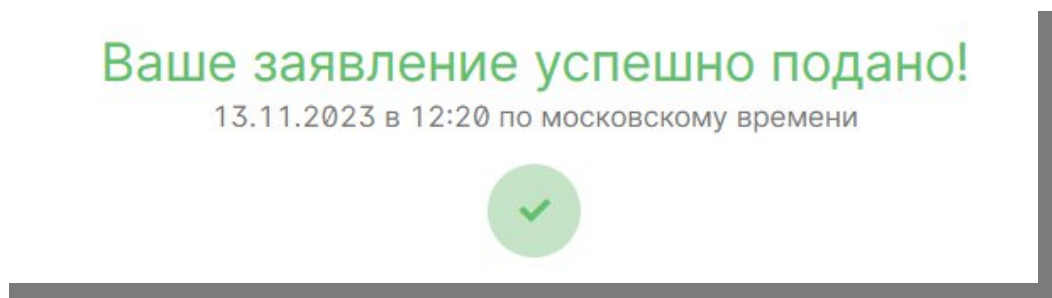 Ваше заявление успешно подано!
13.11.2023 в 12:20 по московскому времени